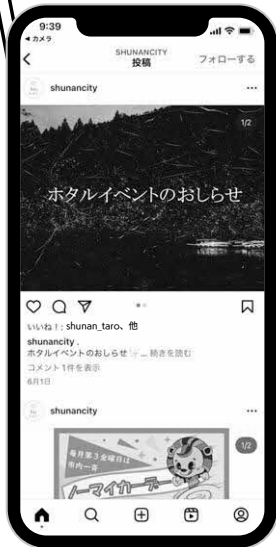 9:39
◀ カメラ
SHUNANCITY
投稿
フォローする
shunancity
1/2
ホタルイベントのおしらせ
いいね!: shunan_taro、他
shunancity .
ホタルイベントのおしらせ ... 続きを読む
コメント1件を表示
6月1日
shunancity
1/2
毎月第3金曜日は
市内一斉
ノーマイカーデー